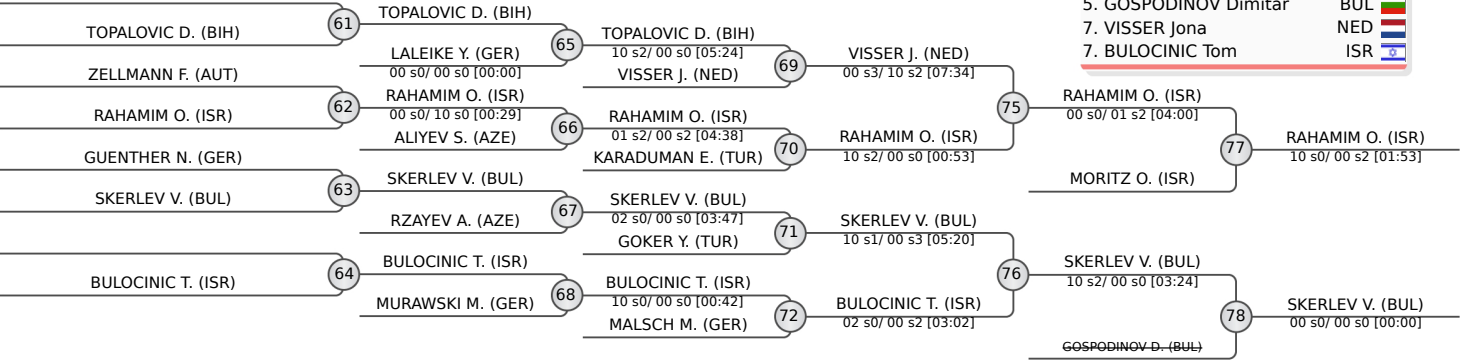 5. GOSPODINOV Dimitar BUL
7. VISSER Jona NED
7. BULOCINIC Tom ISR
61
TOPALOVIC D. (BIH)
ZELLMANN F. (AUT)
62
RAHAMIM O. (ISR)
GUENTHER N. (GER)
63
SKERLEV V. (BUL)
64
BULOCINIC T. (ISR)
TOPALOVIC D. (BIH)
65
LALEIKE Y. (GER)
00 s0/ 00 s0 [00:00]
RAHAMIM O. (ISR)
00 s0/ 10 s0 [00:29]
66
ALIYEV S. (AZE)
SKERLEV V. (BUL)
67
RZAYEV A. (AZE)
BULOCINIC T. (ISR)
68
MURAWSKI M. (GER)
TOPALOVIC D. (BIH)
10 s2/ 00 s0 [05:24]
69
VISSER J. (NED)
RAHAMIM O. (ISR)
01 s2/ 00 s2 [04:38]
70
KARADUMAN E. (TUR)
SKERLEV V. (BUL)
02 s0/ 00 s0 [03:47]
71
GOKER Y. (TUR)
BULOCINIC T. (ISR)
10 s0/ 00 s0 [00:42]
72
MALSCH M. (GER)
VISSER J. (NED)
00 s3/ 10 s2 [07:34]
75
RAHAMIM O. (ISR)
10 s2/ 00 s0 [00:53]
SKERLEV V. (BUL)
10 s1/ 00 s3 [05:20]
76
BULOCINIC T. (ISR)
02 s0/ 00 s2 [03:02]
RAHAMIM O. (ISR)
00 s0/ 01 s2 [04:00]
77
MORITZ O. (ISR)
SKERLEV V. (BUL)
10 s2/ 00 s0 [03:24]
78
GOSPODINOV D. (BUL)
RAHAMIM O. (ISR)
10 s0/ 00 s2 [01:53]
SKERLEV V. (BUL)
00 s0/ 00 s0 [00:00]